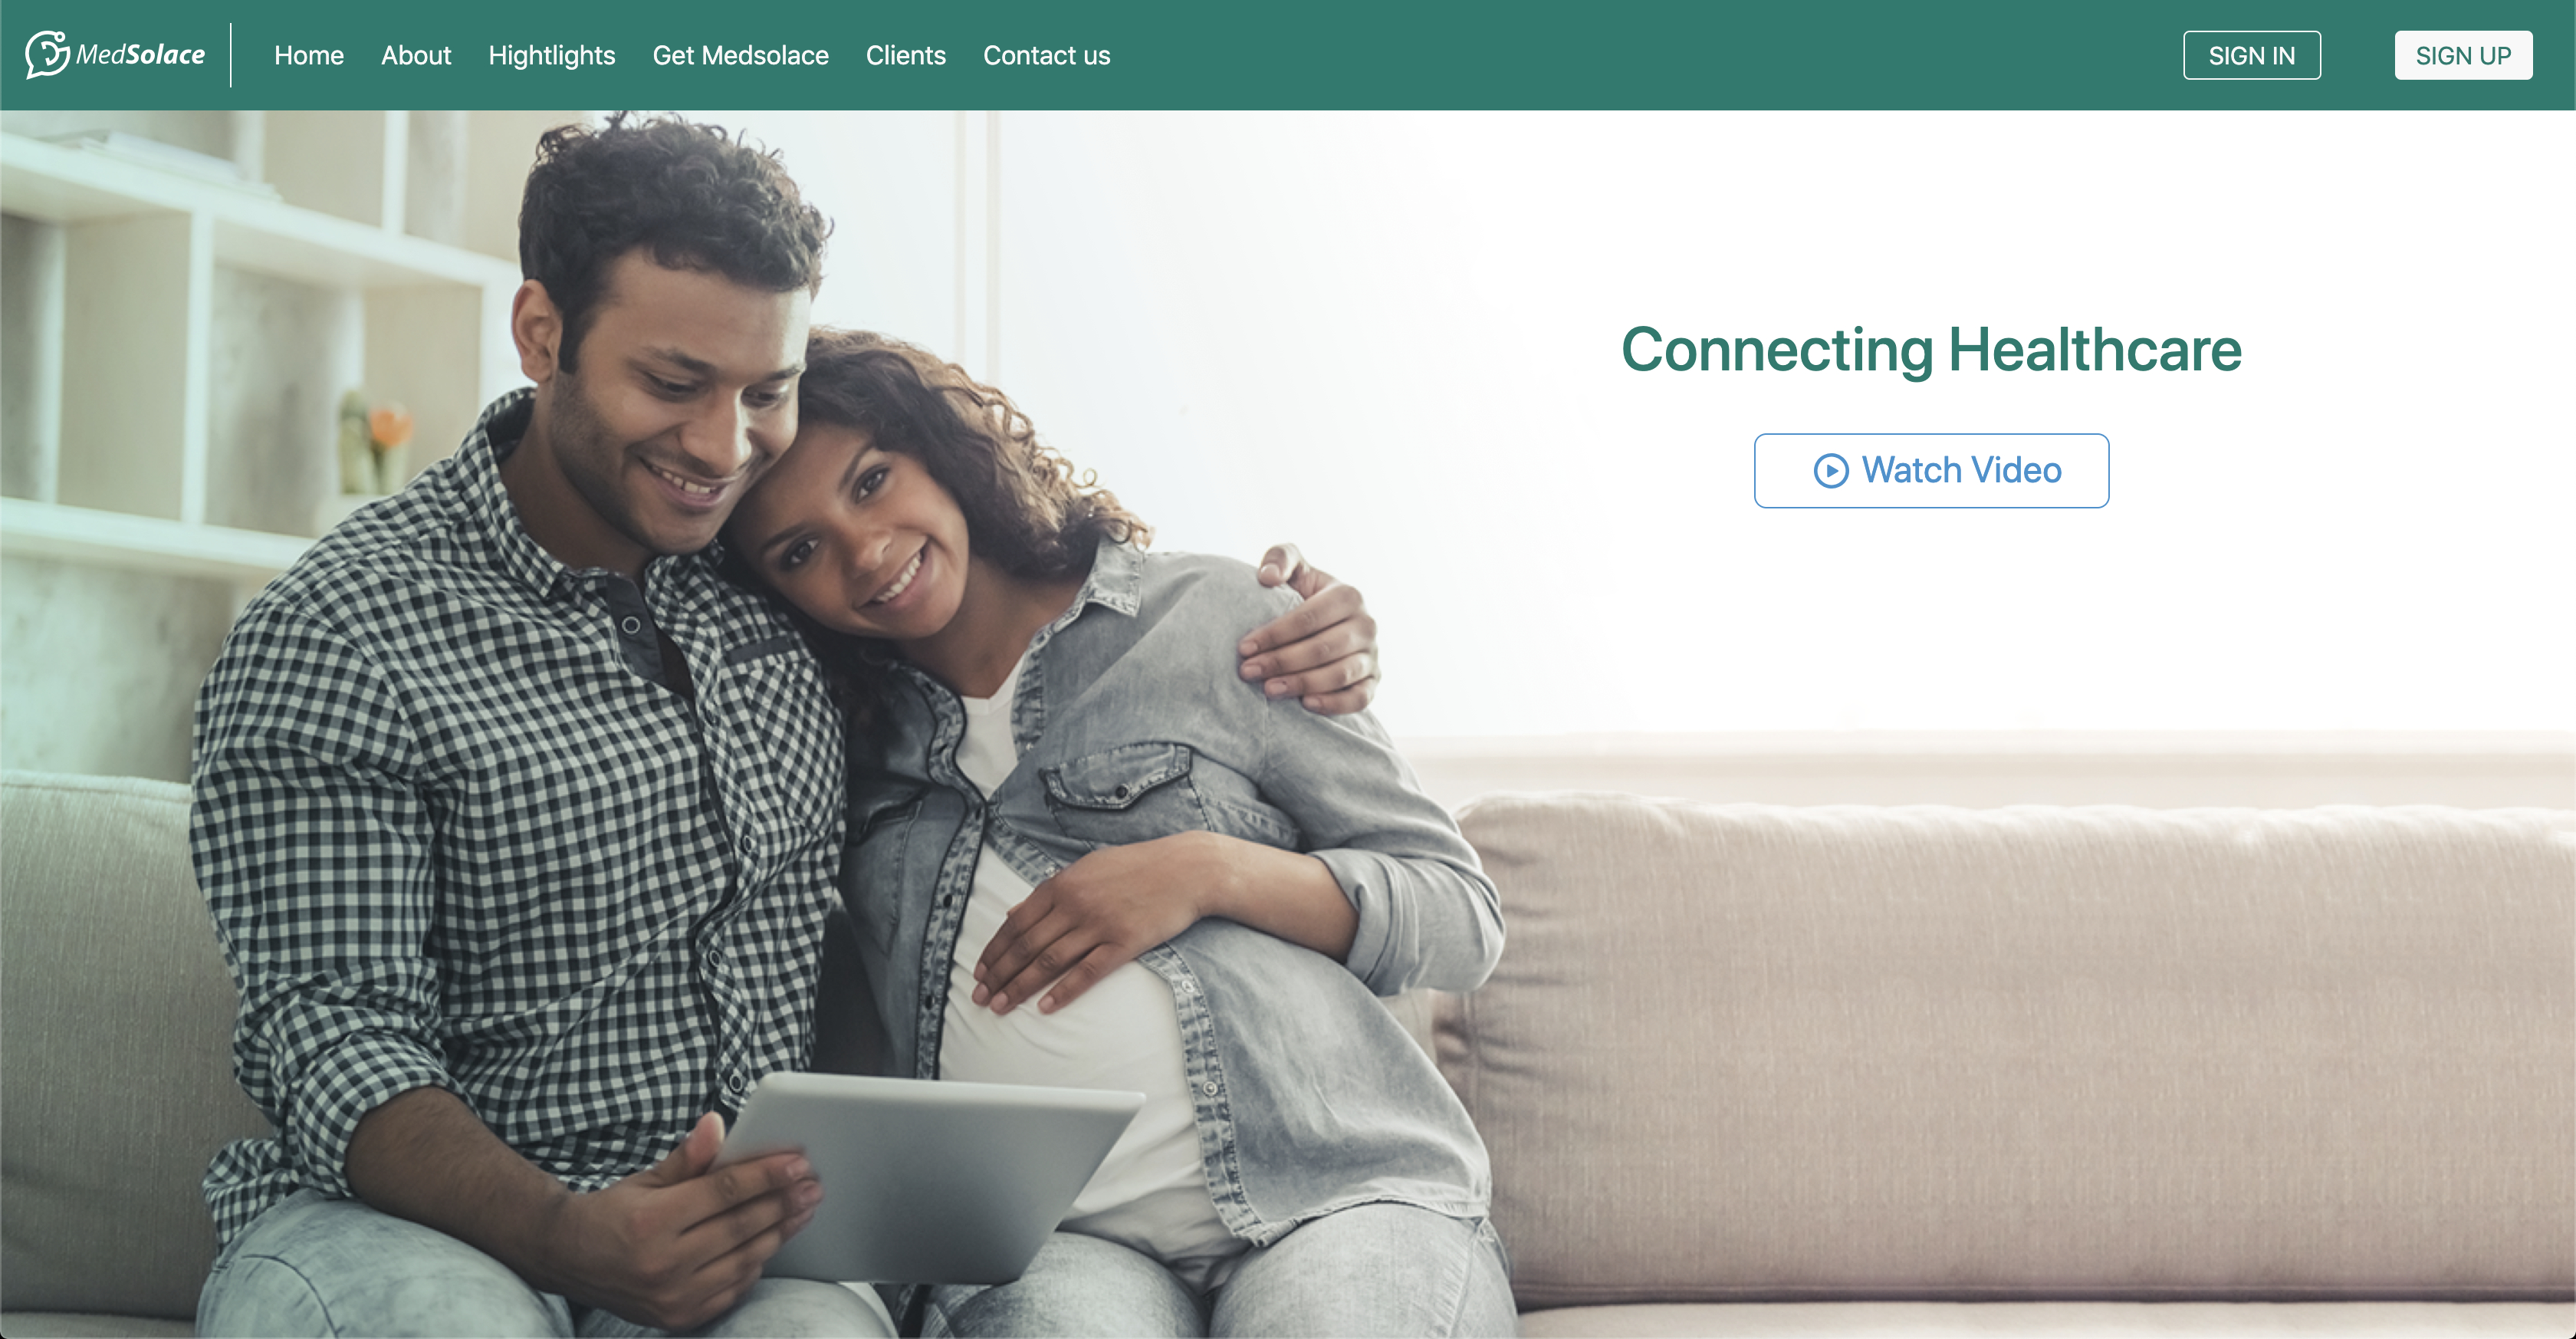 MedSolace
Home About Hightlights Get Medsolace Clients Contact us
SIGN IN SIGN UP
Connecting Healthcare
Watch Video